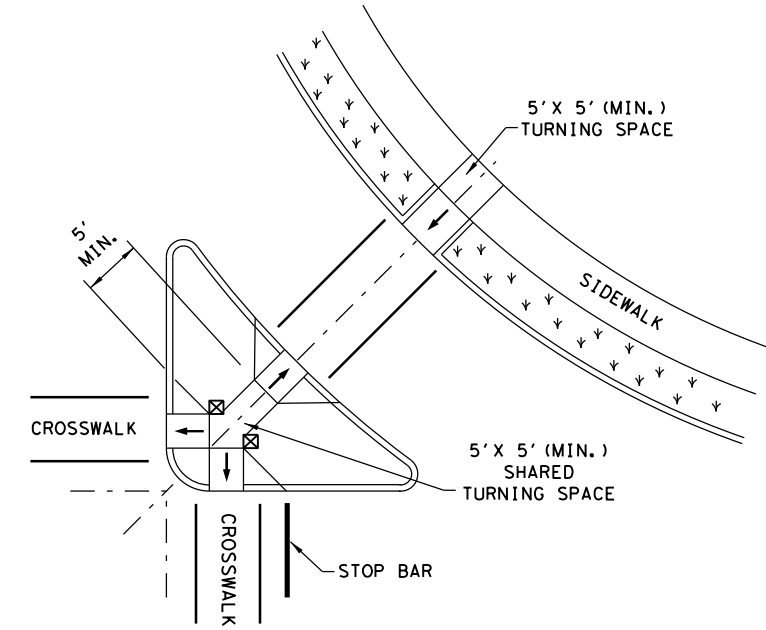 5' X 5' (MIN.)
TURNING SPACE
5'
MIN.
SIDEWALK
CROSSWALK
5' X 5' (MIN.)
SHARED
TURNING SPACE
CROSSWALK
STOP BAR